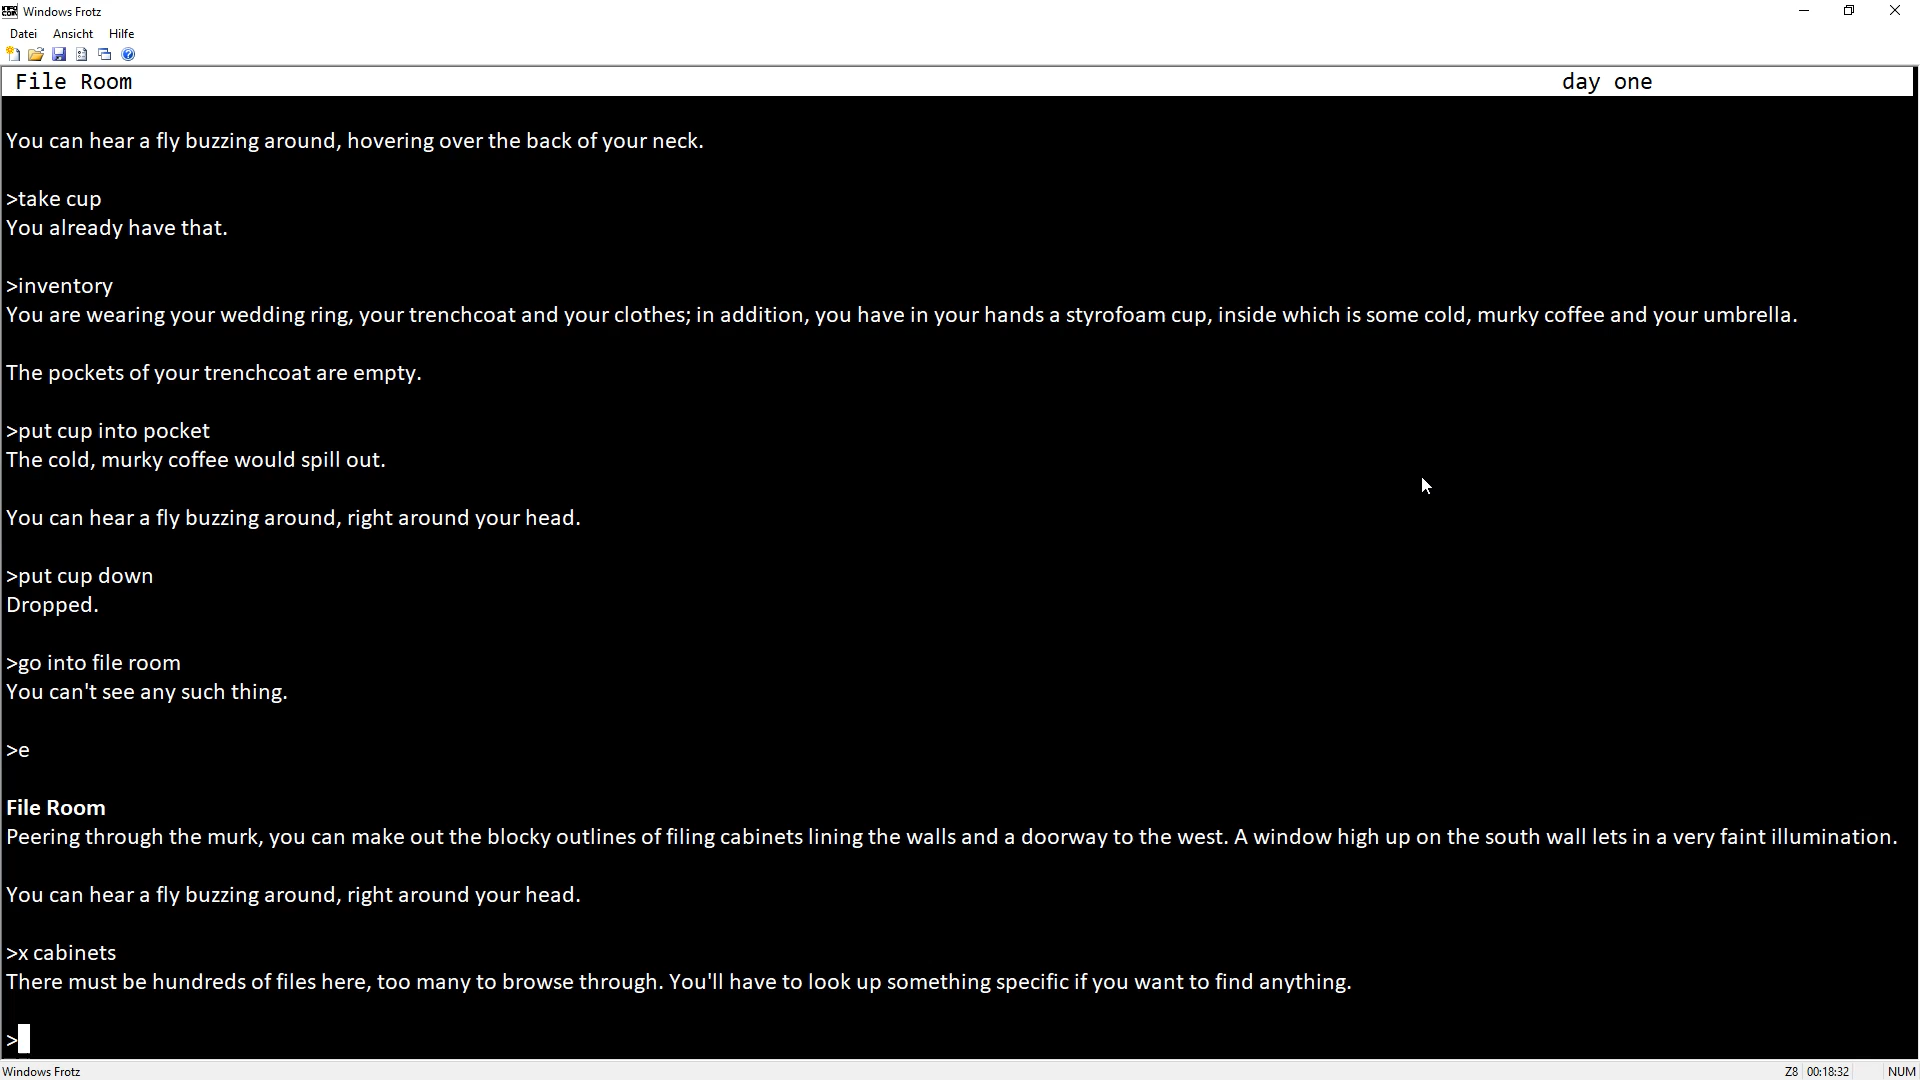 Windows Frotz
Datei Ansicht Hilfe
File Room day one
You can hear a fly buzzing around, hovering over the back of your neck.
>take cup
You already have that.
>inventory
You are wearing your wedding ring, your trenchcoat and your clothes; in addition, you have in your hands a styrofoam cup, inside which is some cold, murky coffee and your umbrella.
The pockets of your trenchcoat are empty.
>put cup into pocket
The cold, murky coffee would spill out.
You can hear a fly buzzing around, right around your head.
>put cup down
Dropped.
>go into file room
You can't see any such thing.
>e
File Room
Peering through the murk, you can make out the blocky outlines of filing cabinets lining the walls and a doorway to the west. A window high up on the south wall lets in a very faint illumination.
You can hear a fly buzzing around, right around your head.
>x cabinets
There must be hundreds of files here, too many to browse through. You'll have to look up something specific if you want to find anything.
>
Windows Frotz Z8 00:18:32 NUM